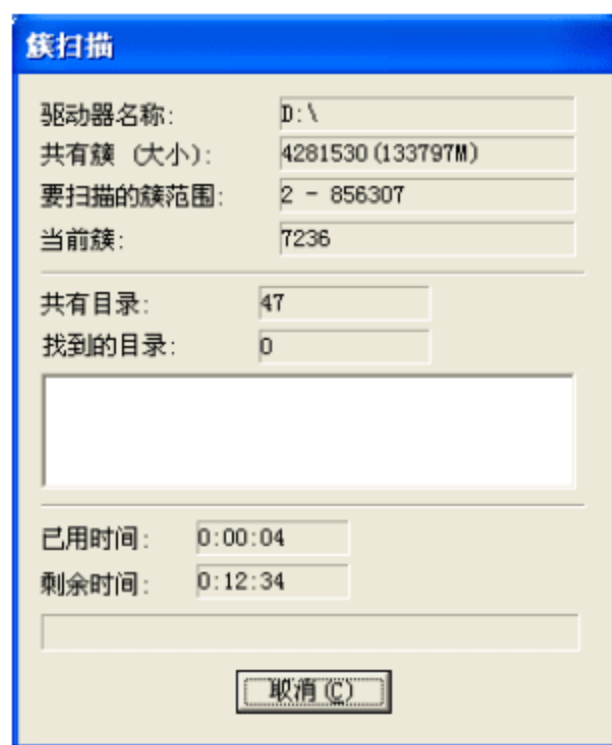 簇扫描
驱动器名称: D:\
共有簇 (大小): 4281530(133797M)
要扫描的簇范围: 2 - 856307
当前簇: 7236
共有目录: 47
找到的目录: 0
已用时间: 0:00:04
剩余时间: 0:12:34
取消(C)